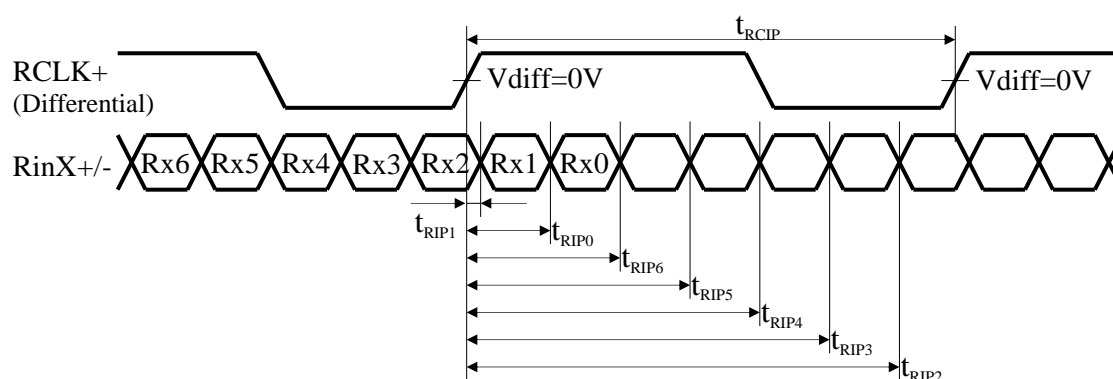 tRCIP
RCLK+
(Differential)
Vdiff=0V
Vdiff=0V
RinX+/-
Rx6
Rx5
Rx4
Rx3
Rx2
Rx1
Rx0
tRIP1
tRIP0
tRIP6
tRIP5
tRIP4
tRIP3
tRIP2